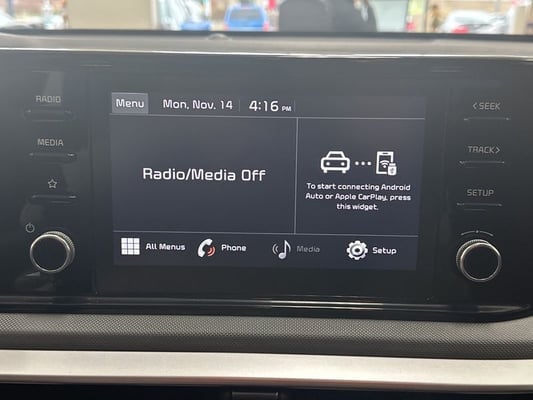 RADIO
MEDIA
Menu
Mon, Nov. 14
4:16 PM
Radio/Media Off
To start connecting Android
Auto or Apple CarPlay, press
this widget.
All Menus
Phone
Media
Setup
< SEEK
TRACK >
SETUP